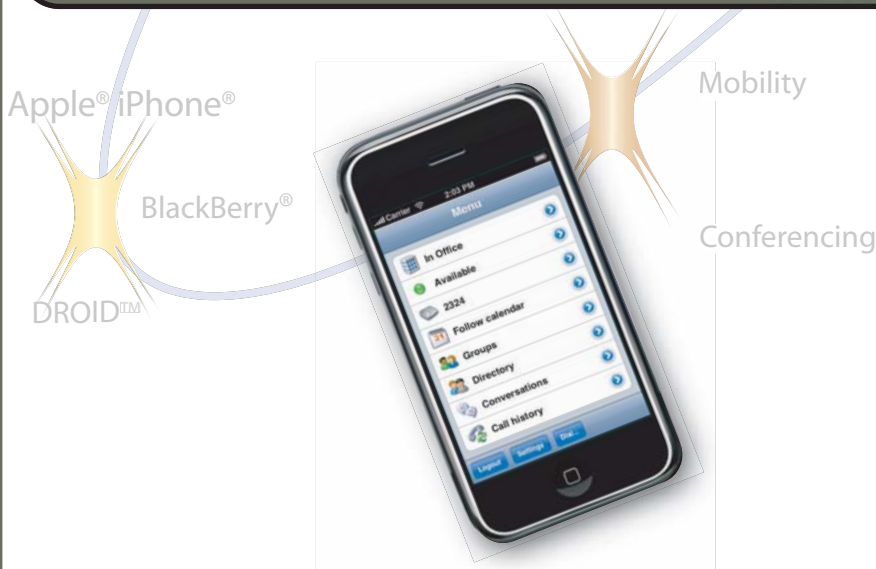 Apple® iPhone®
BlackBerry®
DROID™
Mobility
Conferencing
Carrier 2:03 PM
Menu
In Office
Available
2324
Follow calendar
Groups
Directory
Conversations
Call history
Logout Settings Dial...